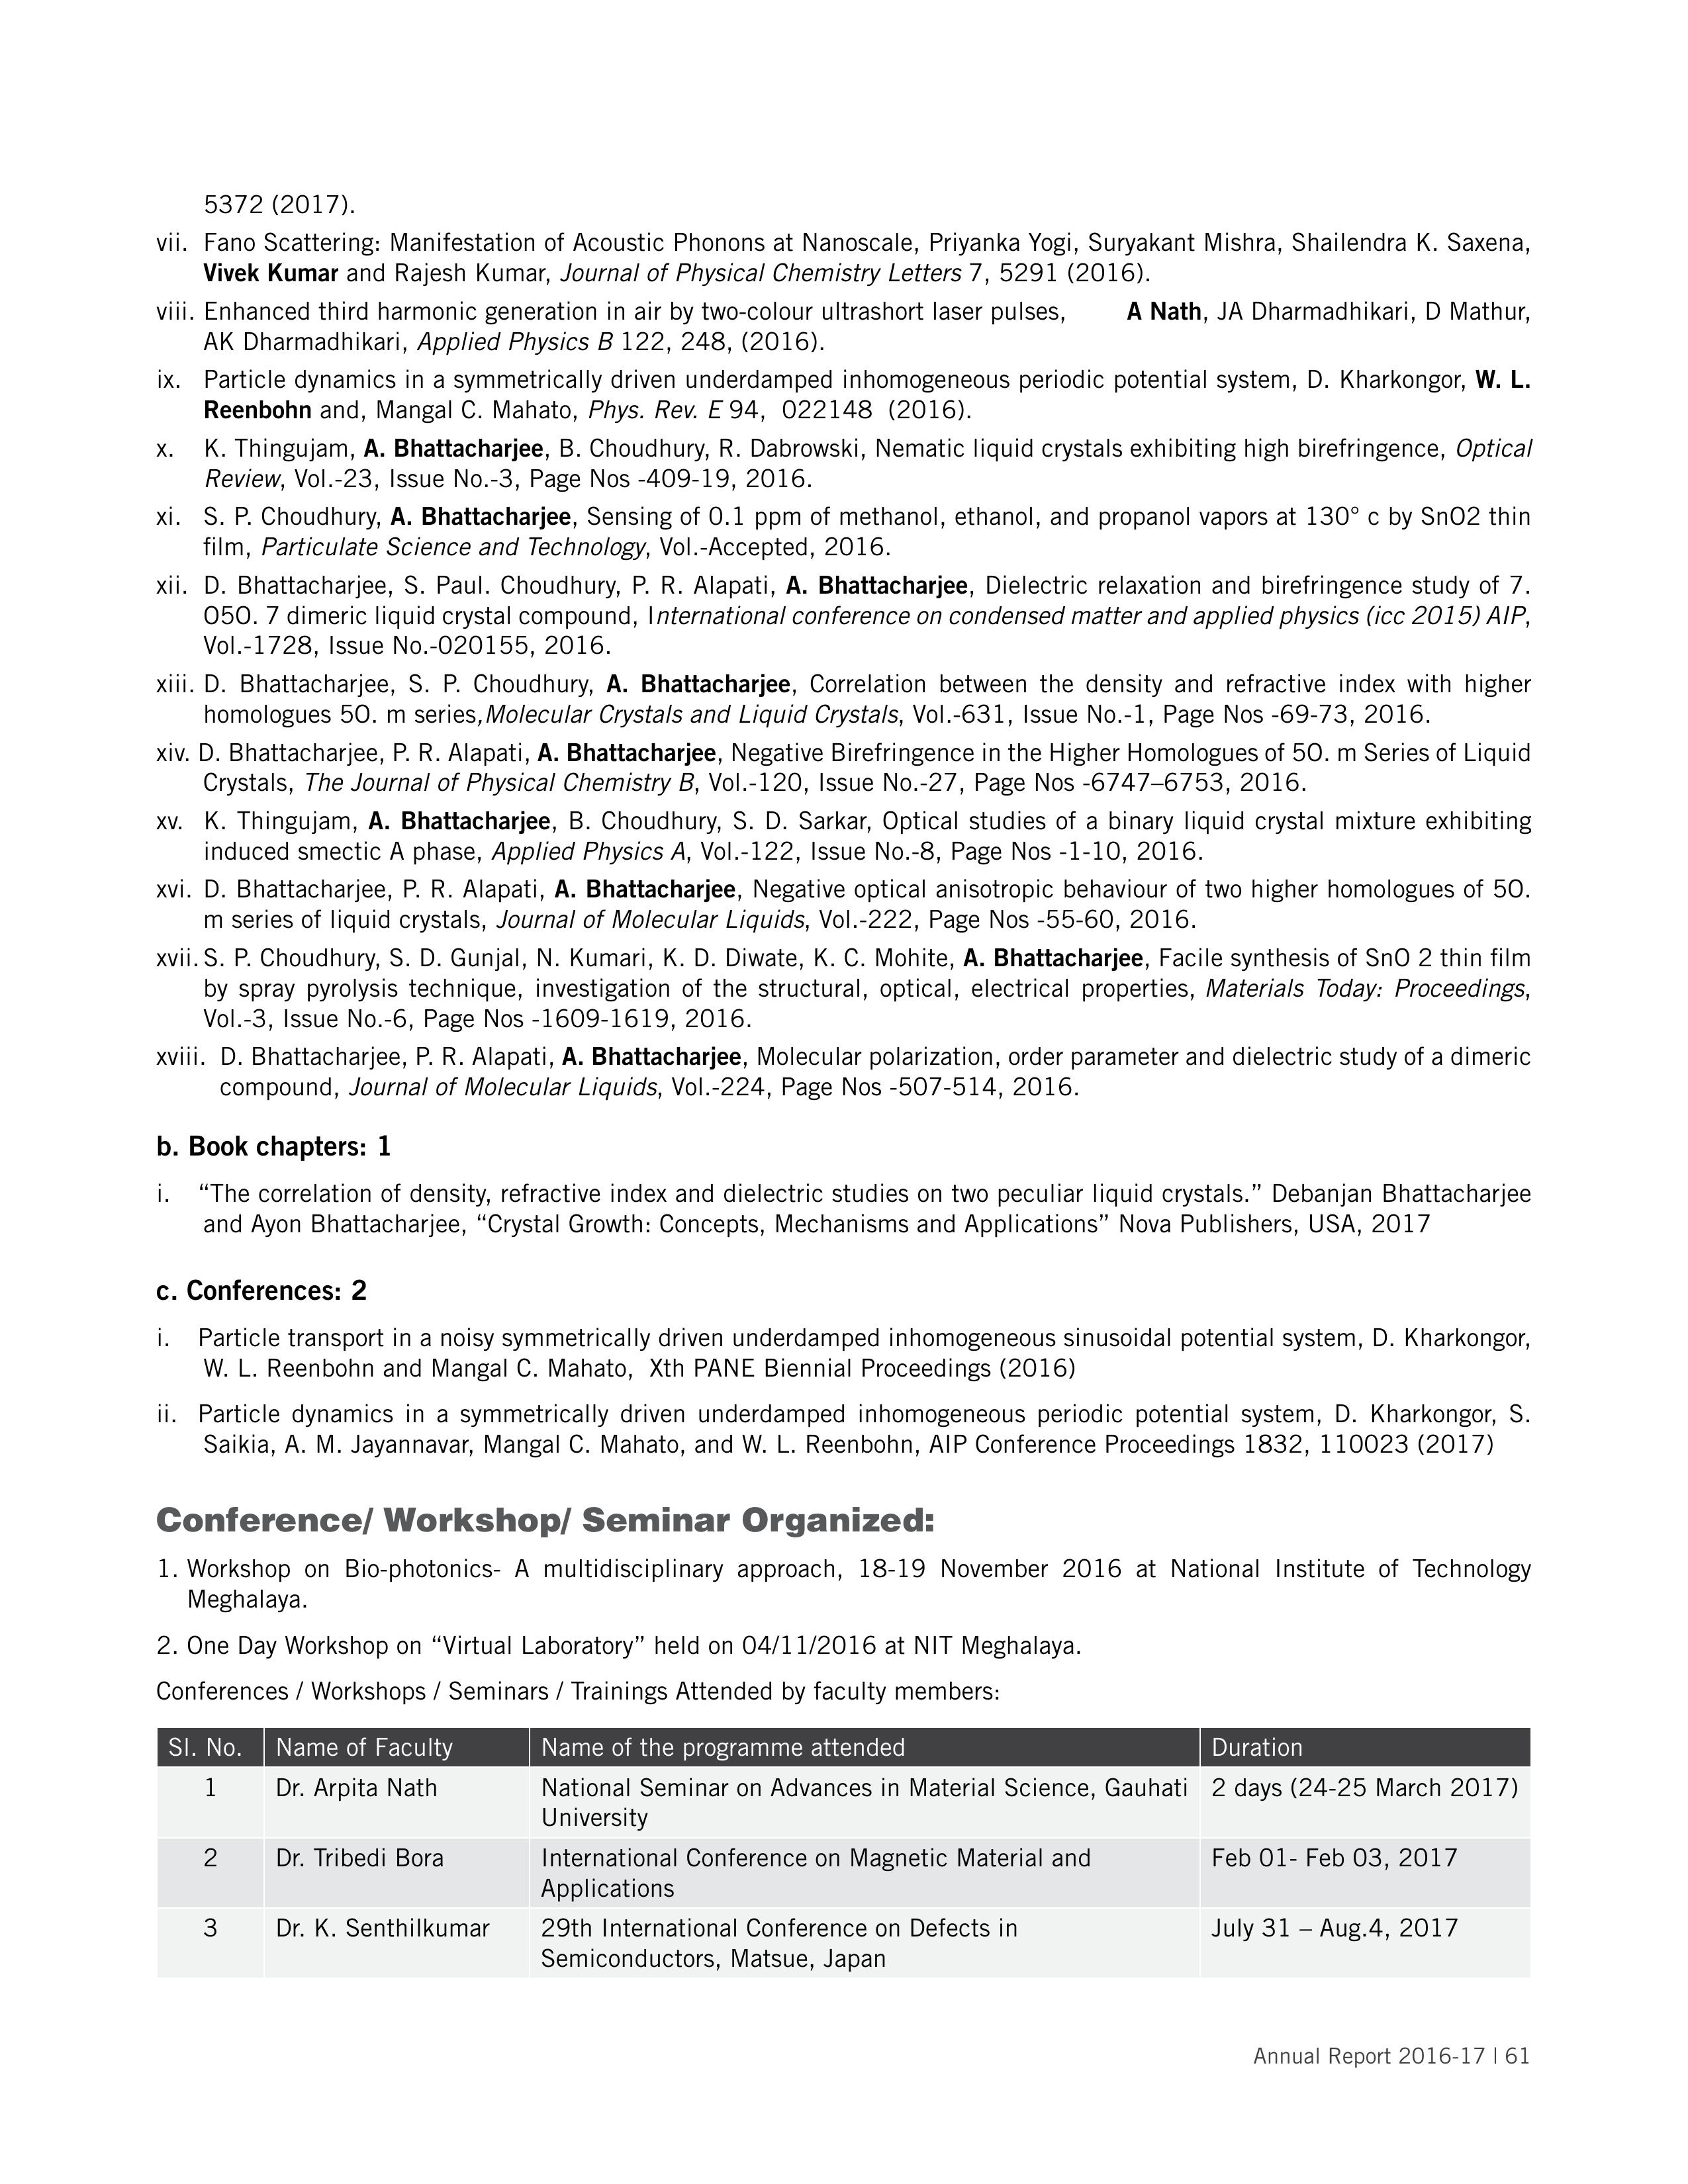 5372 (2017).
vii. Fano Scattering: Manifestation of Acoustic Phonons at Nanoscale, Priyanka Yogi, Suryakant Mishra, Shailendra K. Saxena,
Vivek Kumar and Rajesh Kumar, Journal of Physical Chemistry Letters 7, 5291 (2016).
viii. Enhanced third harmonic generation in air by two-colour ultrashort laser pulses, A Nath, JA Dharmadhikari, D Mathur,
AK Dharmadhikari, Applied Physics B 122, 248, (2016).
ix. Particle dynamics in a symmetrically driven underdamped inhomogeneous periodic potential system, D. Kharkongor, W. L.
Reenbohn and, Mangal C. Mahato, Phys. Rev. E 94, 022148 (2016).
x. K. Thingujam, A. Bhattacharjee, B. Choudhury, R. Dabrowski, Nematic liquid crystals exhibiting high birefringence, Optical
Review, Vol.-23, Issue No.-3, Page Nos -409-19, 2016.
xi. S. P. Choudhury, A. Bhattacharjee, Sensing of 0.1 ppm of methanol, ethanol, and propanol vapors at 130° c by SnO2 thin
film, Particulate Science and Technology, Vol.-Accepted, 2016.
xii. D. Bhattacharjee, S. Paul. Choudhury, P. R. Alapati, A. Bhattacharjee, Dielectric relaxation and birefringence study of 7.
O5O. 7 dimeric liquid crystal compound, International conference on condensed matter and applied physics (icc 2015) AIP,
Vol.-1728, Issue No.-020155, 2016.
xiii. D. Bhattacharjee, S. P. Choudhury, A. Bhattacharjee, Correlation between the density and refractive index with higher
homologues 5O. m series,Molecular Crystals and Liquid Crystals, Vol.-631, Issue No.-1, Page Nos -69-73, 2016.
xiv. D. Bhattacharjee, P. R. Alapati, A. Bhattacharjee, Negative Birefringence in the Higher Homologues of 5O. m Series of Liquid
Crystals, The Journal of Physical Chemistry B, Vol.-120, Issue No.-27, Page Nos -6747–6753, 2016.
xv. K. Thingujam, A. Bhattacharjee, B. Choudhury, S. D. Sarkar, Optical studies of a binary liquid crystal mixture exhibiting
induced smectic A phase, Applied Physics A, Vol.-122, Issue No.-8, Page Nos -1-10, 2016.
xvi. D. Bhattacharjee, P. R. Alapati, A. Bhattacharjee, Negative optical anisotropic behaviour of two higher homologues of 5O.
m series of liquid crystals, Journal of Molecular Liquids, Vol.-222, Page Nos -55-60, 2016.
xvii. S. P. Choudhury, S. D. Gunjal, N. Kumari, K. D. Diwate, K. C. Mohite, A. Bhattacharjee, Facile synthesis of SnO 2 thin film
by spray pyrolysis technique, investigation of the structural, optical, electrical properties, Materials Today: Proceedings,
Vol.-3, Issue No.-6, Page Nos -1609-1619, 2016.
xviii. D. Bhattacharjee, P. R. Alapati, A. Bhattacharjee, Molecular polarization, order parameter and dielectric study of a dimeric
compound, Journal of Molecular Liquids, Vol.-224, Page Nos -507-514, 2016.
b. Book chapters: 1
i. “The correlation of density, refractive index and dielectric studies on two peculiar liquid crystals.” Debanjan Bhattacharjee
and Ayon Bhattacharjee, “Crystal Growth: Concepts, Mechanisms and Applications” Nova Publishers, USA, 2017
c. Conferences: 2
i. Particle transport in a noisy symmetrically driven underdamped inhomogeneous sinusoidal potential system, D. Kharkongor,
W. L. Reenbohn and Mangal C. Mahato, Xth PANE Biennial Proceedings (2016)
ii. Particle dynamics in a symmetrically driven underdamped inhomogeneous periodic potential system, D. Kharkongor, S.
Saikia, A. M. Jayannavar, Mangal C. Mahato, and W. L. Reenbohn, AIP Conference Proceedings 1832, 110023 (2017)
Conference/ Workshop/ Seminar Organized:
1. Workshop on Bio-photonics- A multidisciplinary approach, 18-19 November 2016 at National Institute of Technology
Meghalaya.
2. One Day Workshop on “Virtual Laboratory” held on 04/11/2016 at NIT Meghalaya.
Conferences / Workshops / Seminars / Trainings Attended by faculty members:
Sl. No. Name of Faculty Name of the programme attended Duration
1 Dr. Arpita Nath National Seminar on Advances in Material Science, Gauhati 2 days (24-25 March 2017)
University
2 Dr. Tribedi Bora International Conference on Magnetic Material and Feb 01- Feb 03, 2017
Applications
3 Dr. K. Senthilkumar 29th International Conference on Defects in July 31 – Aug.4, 2017
Semiconductors, Matsue, Japan
Annual Report 2016-17 | 61